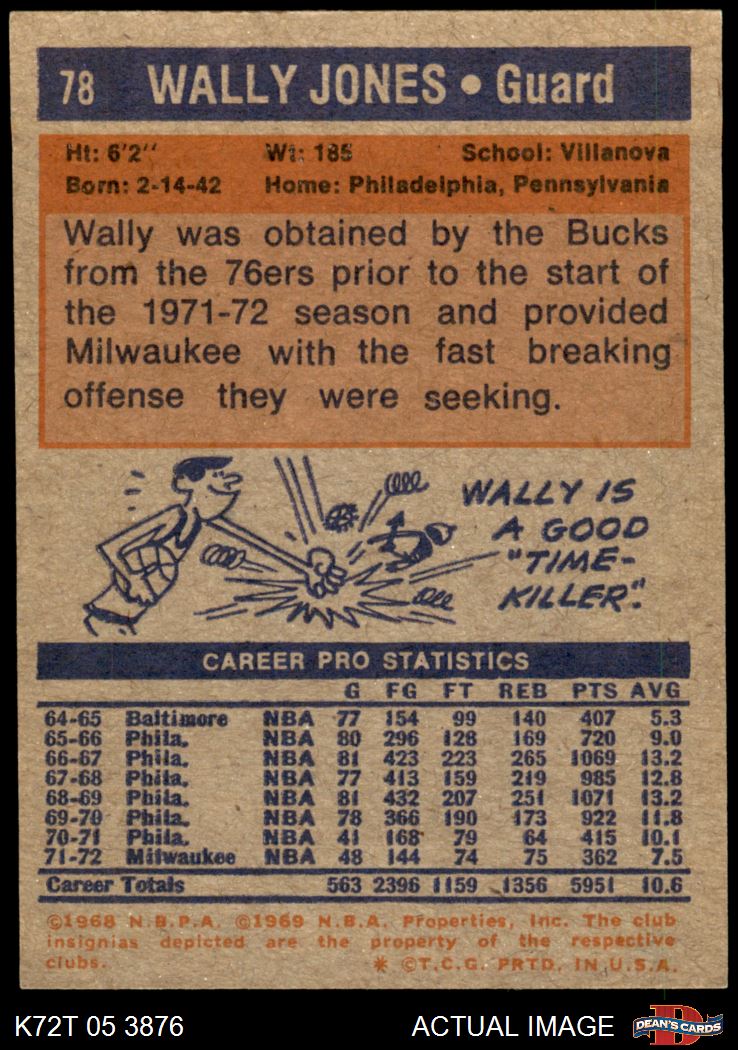 78 WALLY JONES • Guard
Ht: 6'2'' Wt: 185 School: Villanova
Born: 2-14-42 Home: Philadelphia, Pennsylvania
Wally was obtained by the Bucks
from the 76ers prior to the start of
the 1971-72 season and provided
Milwaukee with the fast breaking
offense they were seeking.
WALLY IS
A GOOD
"TIME-
KILLER".
CAREER PRO STATISTICS
G FG FT REB PTS AVG
64-65 Baltimore NBA 77 154 99 140 407 5.3
65-66 Phila. NBA 80 296 128 169 720 9.0
66-67 Phila. NBA 81 423 223 265 1069 13.2
67-68 Phila. NBA 77 413 159 219 985 12.8
68-69 Phila. NBA 81 432 207 251 1071 13.2
69-70 Phila. NBA 78 366 190 173 922 11.8
70-71 Phila. NBA 41 168 79 64 415 10.1
71-72 Milwaukee NBA 48 144 74 75 362 7.5
Career Totals 563 2396 1159 1356 5951 10.6
©1968 N.B.P.A. ©1969 N.B.A. Properties, Inc. The club
insignias depicted are the property of the respective
clubs. * ©T.C.G. PRTD. IN U.S.A.
K72T 05 3876 ACTUAL IMAGE D DEAN'S CARDS